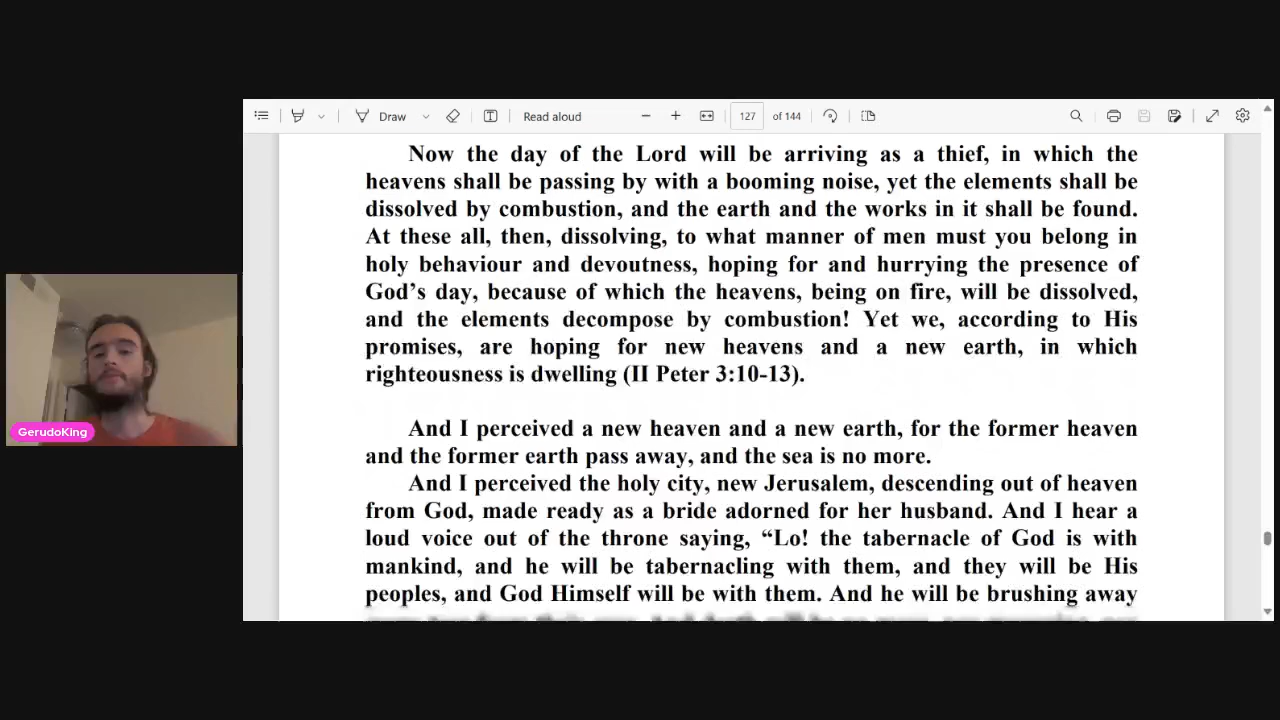 Draw
Read aloud
127 of 144
Now the day of the Lord will be arriving as a thief, in which the
heavens shall be passing by with a booming noise, yet the elements shall be
dissolved by combustion, and the earth and the works in it shall be found.
At these all, then, dissolving, to what manner of men must you belong in
holy behaviour and devoutness, hoping for and hurrying the presence of
God’s day, because of which the heavens, being on fire, will be dissolved,
and the elements decompose by combustion! Yet we, according to His
promises, are hoping for new heavens and a new earth, in which
righteousness is dwelling (II Peter 3:10-13).
And I perceived a new heaven and a new earth, for the former heaven
and the former earth pass away, and the sea is no more.
And I perceived the holy city, new Jerusalem, descending out of heaven
from God, made ready as a bride adorned for her husband. And I hear a
loud voice out of the throne saying, “Lo! the tabernacle of God is with
mankind, and he will be tabernacling with them, and they will be His
peoples, and God Himself will be with them. And he will be brushing away
GerudoKing